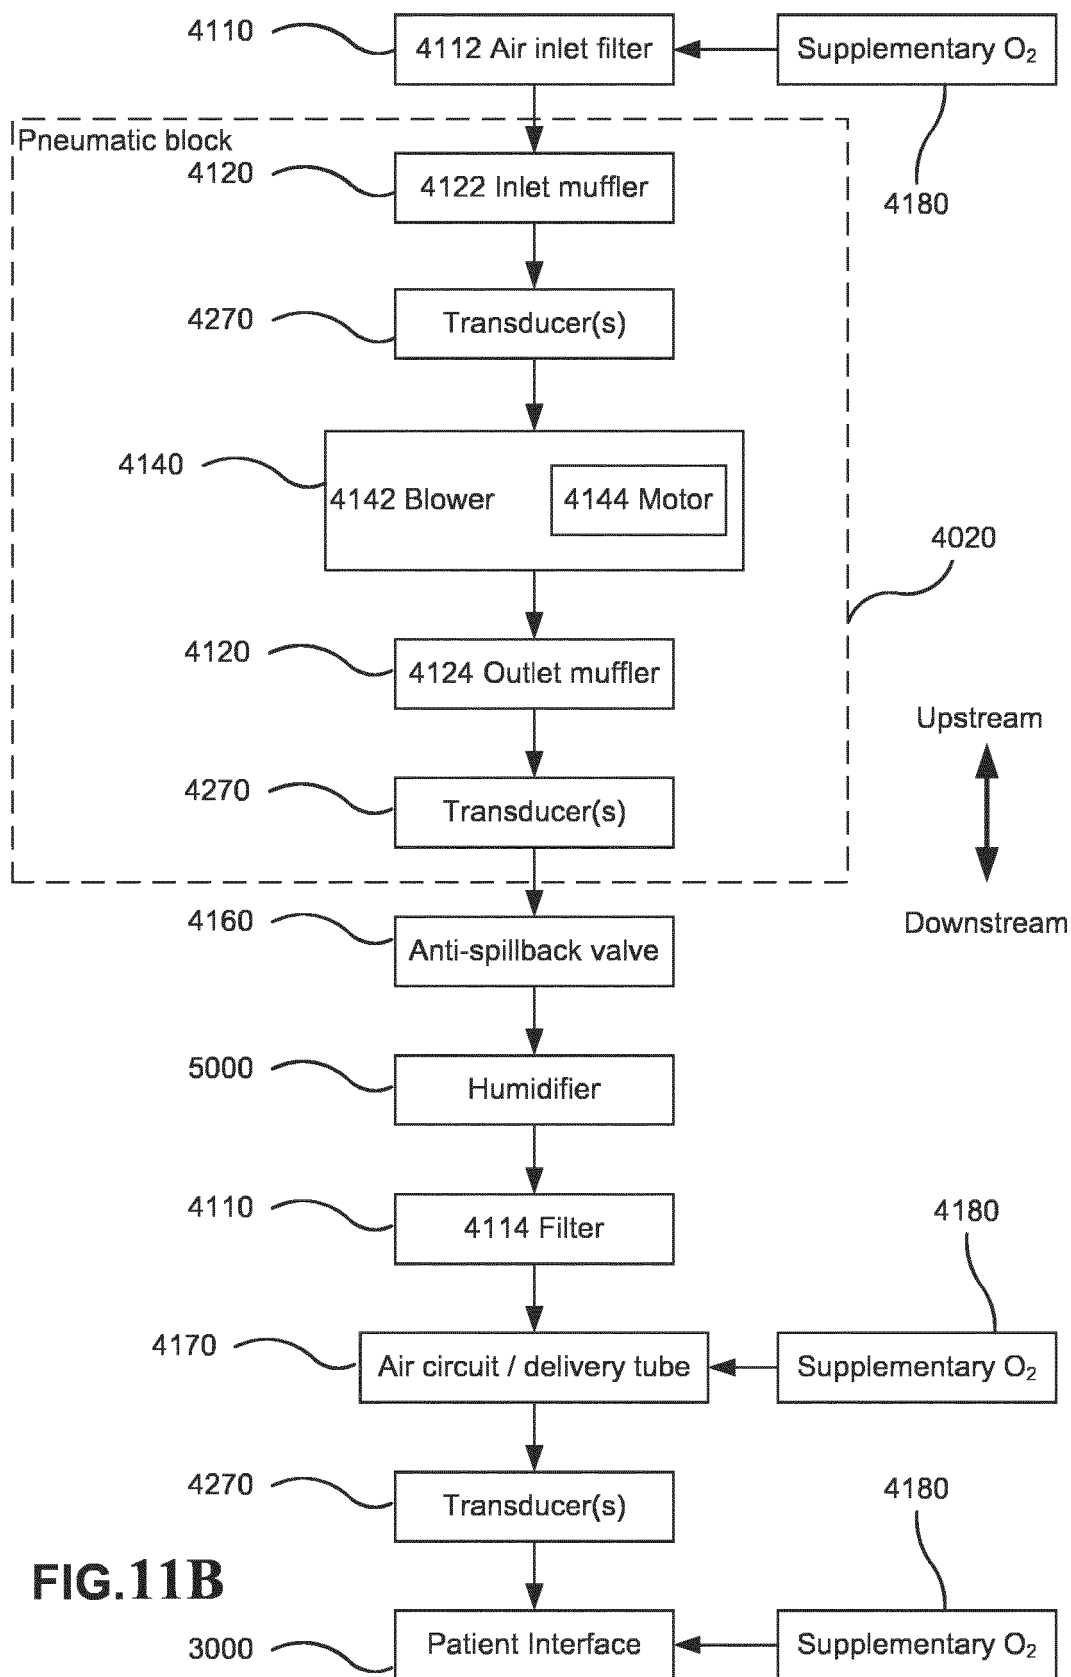 4110
4112 Air inlet filter
Supplementary O₂
Pneumatic block
4120
4122 Inlet muffler
4180
4270
Transducer(s)
4140
4142 Blower
4144 Motor
4020
4120
4124 Outlet muffler
Upstream
4270
Transducer(s)
4160
Anti-spillback valve
Downstream
5000
Humidifier
4110
4114 Filter
4180
4170
Air circuit / delivery tube
Supplementary O₂
4270
Transducer(s)
4180
FIG.11B
3000
Patient Interface
Supplementary O₂